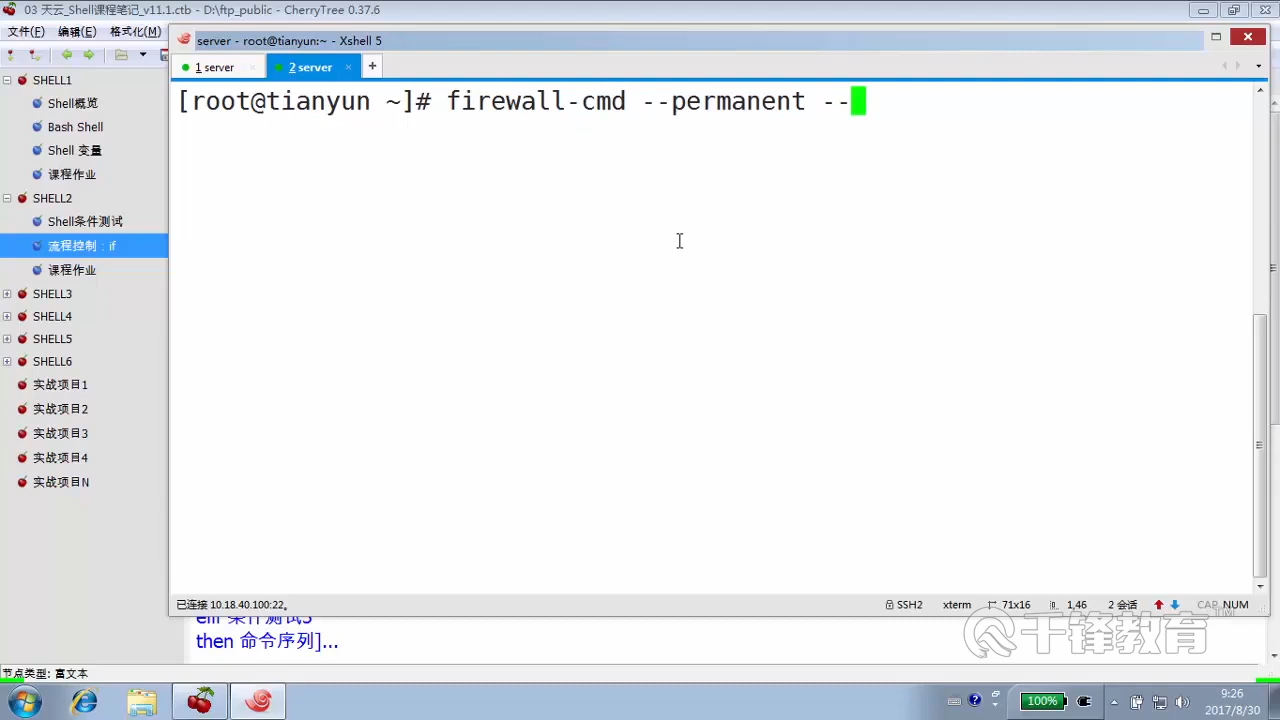 03 天云_Shell课程笔记_v11.1.ctb - D:\ftp_public - CherryTree 0.37.6
文件(F) 编辑(E) 格式化(M)
server - root@tianyun:~ - Xshell 5
1 server
2 server
[root@tianyun ~]# firewall-cmd --permanent --
SHELL1
Shell概览
Bash Shell
Shell 变量
课程作业
SHELL2
Shell条件测试
流程控制：if
课程作业
SHELL3
SHELL4
SHELL5
SHELL6
实战项目1
实战项目2
实战项目3
实战项目4
实战项目N
已连接 10.18.40.100:22。
SSH2 xterm 71x16 1,46 2 会话 CAP NUM
elif 条件测试3
then 命令序列]...
千锋教育 TM
节点类型: 富文本
100%
9:26
2017/8/30